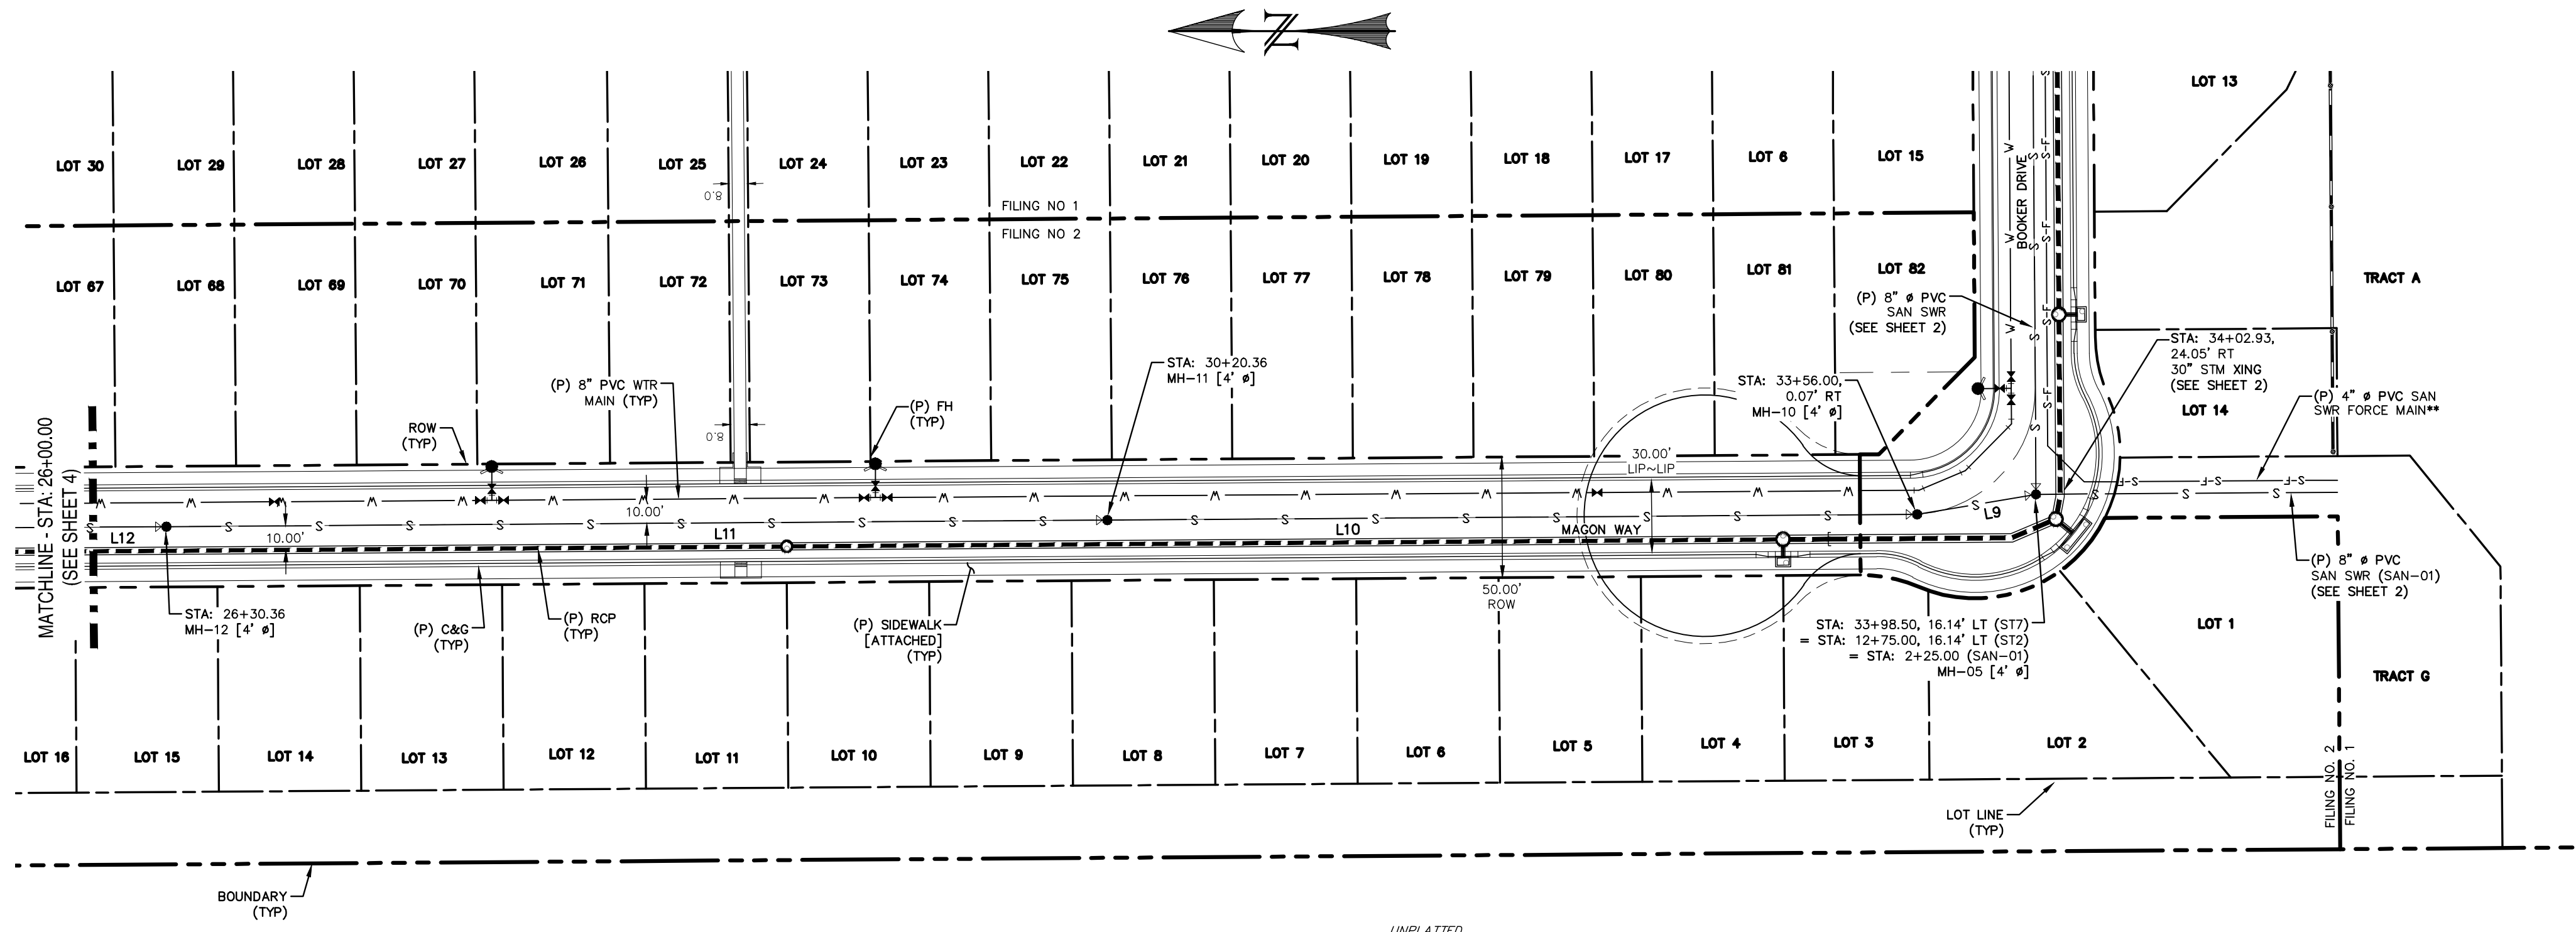 N
LOT 13
LOT 30
LOT 29
LOT 28
LOT 27
LOT 26
LOT 25
LOT 24
LOT 23
LOT 22
LOT 21
LOT 20
LOT 19
LOT 18
LOT 17
LOT 6
LOT 15
8.0
BOOKER DRIVE
FILING NO 1
FILING NO 2
LOT 67
LOT 68
LOT 69
LOT 70
LOT 71
LOT 72
LOT 73
LOT 74
LOT 75
LOT 76
LOT 77
LOT 78
LOT 79
LOT 80
LOT 81
LOT 82
TRACT A
(P) 8" ø PVC
SAN SWR
(SEE SHEET 2)
STA: 34+02.93,
24.05' RT
30" STM XING
(SEE SHEET 2)
STA: 30+20.36
MH-11 [4' ø]
(P) 8" PVC WTR
MAIN (TYP)
STA: 33+56.00,
0.07' RT
MH-10 [4' ø]
(P) 4" ø PVC SAN
SWR FORCE MAIN**
LOT 14
(P) FH
(TYP)
ROW
(TYP)
8.0
30.00'
LIP~LIP
MATCHLINE - STA: 26+00.00
(SEE SHEET 4)
W W W W W W W W W W W W W W W W W W W W
S S S S S S S S S S S S S S S S S S S S
W W W
S S S S S S
S-F S-F S-F S-F S-F
S-F S-F S-F
10.00'
10.00'
L12
L11
L10
L9
MAGON WAY
50.00'
ROW
(P) 8" ø PVC
SAN SWR (SAN-01)
(SEE SHEET 2)
STA: 26+30.36
MH-12 [4' ø]
(P) C&G
(TYP)
(P) RCP
(TYP)
(P) SIDEWALK
[ATTACHED]
(TYP)
STA: 33+98.50, 16.14' LT (ST7)
= STA: 12+75.00, 16.14' LT (ST2)
= STA: 2+25.00 (SAN-01)
MH-05 [4' ø]
LOT 1
TRACT G
LOT 16
LOT 15
LOT 14
LOT 13
LOT 12
LOT 11
LOT 10
LOT 9
LOT 8
LOT 7
LOT 6
LOT 5
LOT 4
LOT 3
LOT 2
FILING NO. 2
FILING NO. 1
LOT LINE
(TYP)
BOUNDARY
(TYP)
UNPLATTED